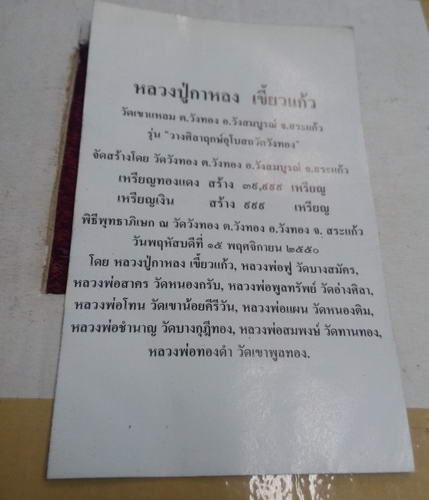 หลวงปู่กาหลง เขี้ยวแก้ว
วัดเขาแหลม ต.วังทอง อ.วังสมบูรณ์ จ.สระแก้ว
รุ่น "วางศิลาฤกษ์อุโบสถวัดวังทอง"
จัดสร้างโดย วัดวังทอง ต.วังทอง อ.วังสมบูรณ์ จ.สระแก้ว
เหรียญทองแดง สร้าง ๓๙,๙๙๙ เหรียญ
เหรียญเงิน สร้าง ๙๙๙ เหรียญ
พิธีพุทธาภิเษก ณ วัดวังทอง ต.วังทอง อ.วังทอง จ. สระแก้ว
วันพฤหัสบดีที่ ๑๕ พฤศจิกายน ๒๕๕๐
โดย หลวงปู่กาหลง เขี้ยวแก้ว, หลวงพ่อฟู วัดบางสมัคร,
หลวงพ่อสาคร วัดหนองกรับ, หลวงพ่อพูลทรัพย์ วัดอ่างศิลา,
หลวงพ่อโทน วัดเขาน้อยคีรีวัน, หลวงพ่อแผน วัดหนองติม,
หลวงพ่อชำนาญ วัดบางกุฎีทอง, หลวงพ่อสมพงษ์ วัดทานทอง,
หลวงพ่อทองดำ วัดเขาพูลทอง.